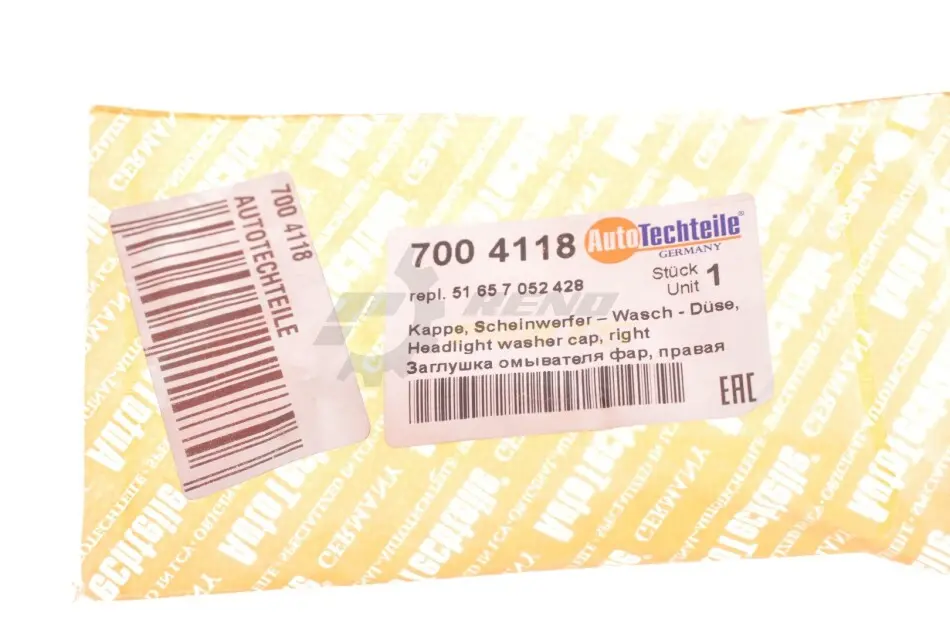 700 4118
AUTOTECHTEILE
700 4118
AutoTechteile®
GERMANY
repl. 51 65 7 052 428
Stück
Unit 1
Kappe, Scheinwerfer – Wasch - Düse,
Headlight washer cap, right
Заглушка омывателя фар, правая
EAC